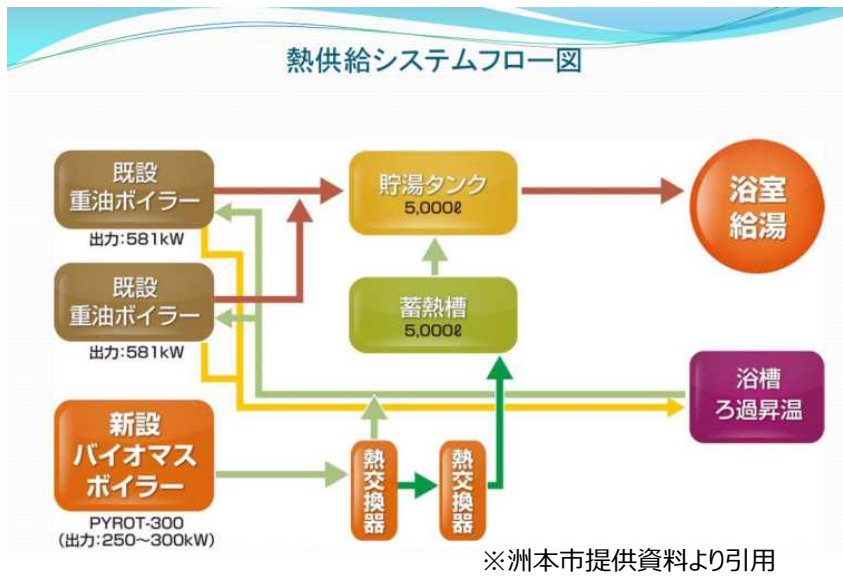 熱供給システムフロー図
既設
重油ボイラー
出力:581kW
貯湯タンク
5,000ℓ
浴室
給湯
既設
重油ボイラー
出力:581kW
蓄熱槽
5,000ℓ
浴槽
ろ過昇温
新設
バイオマス
ボイラー
PYROT-300
(出力:250~300kW)
熱交換器
熱交換器
※洲本市提供資料より引用